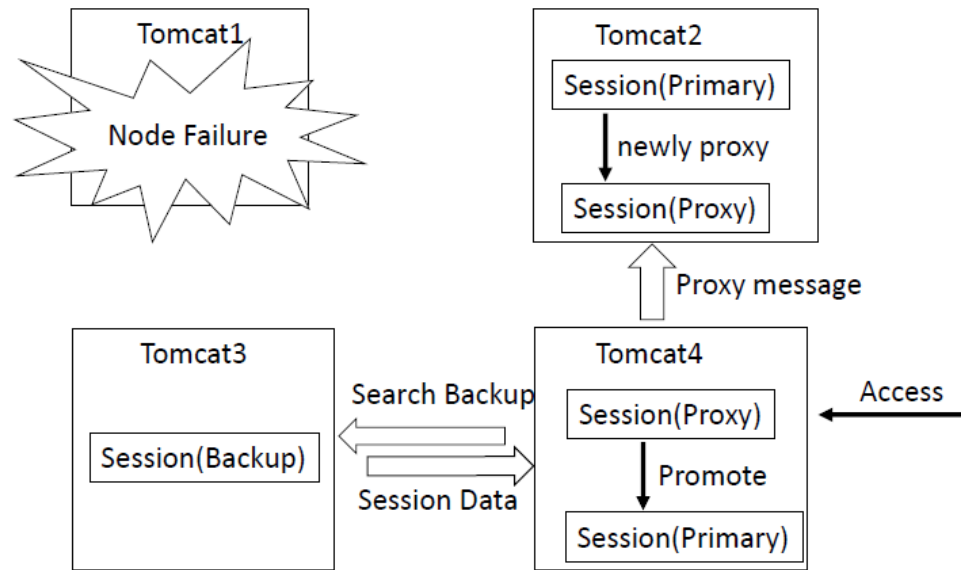 Tomcat1
Node Failure
Tomcat2
Session(Primary)
newly proxy
Session(Proxy)
Proxy message
Tomcat3
Session(Backup)
Search Backup
Session Data
Tomcat4
Session(Proxy)
Promote
Session(Primary)
Access